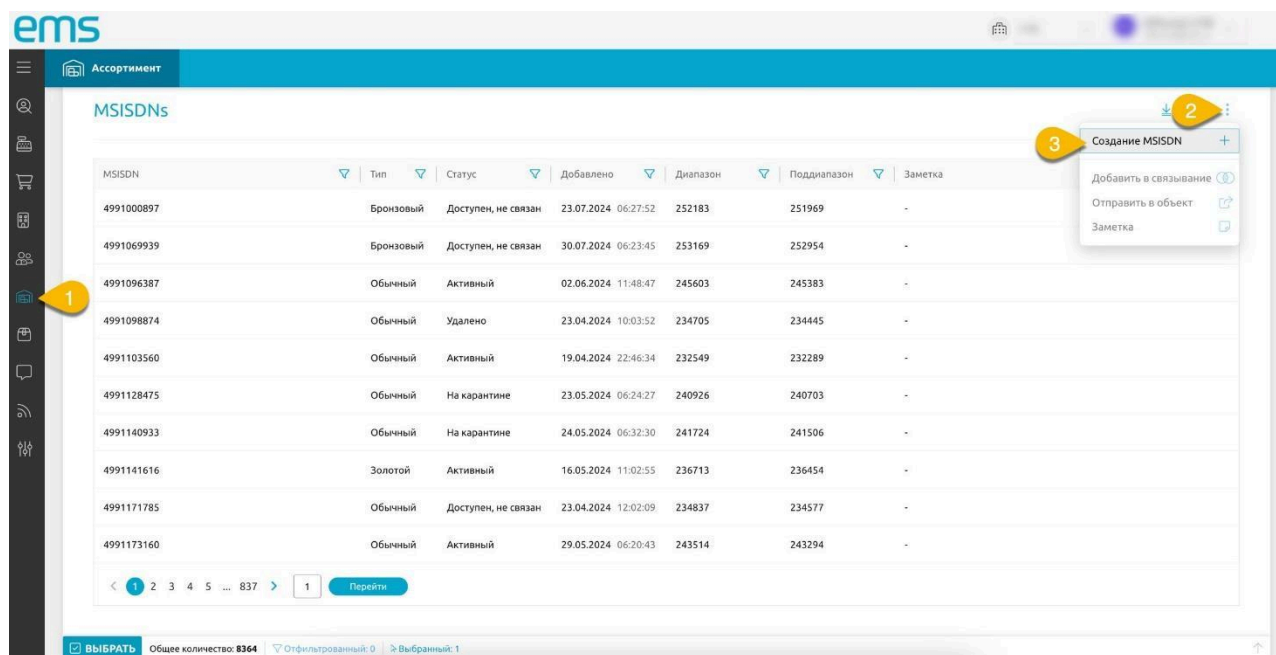 ems
Ассортимент
MSISDNs
2
3
Создание MSISDN
MSISDN Тип Статус Добавлено Диапазон Поддиапазон Заметка
Добавить в связывание
Отправить в объект
Заметка
4991000897 Бронзовый Доступен, не связан 23.07.2024 06:27:52 252183 251969 -
4991069939 Бронзовый Доступен, не связан 30.07.2024 06:23:45 253169 252954 -
1
4991096387 Обычный Активный 02.06.2024 11:48:47 245603 245383 -
4991098874 Обычный Удалено 23.04.2024 10:03:52 234705 234445 -
4991103560 Обычный Активный 19.04.2024 22:46:34 232549 232289 -
4991128475 Обычный На карантине 23.05.2024 06:24:27 240926 240703 -
4991140933 Обычный На карантине 24.05.2024 06:32:30 241724 241506 -
4991141616 Золотой Активный 16.05.2024 11:02:55 236713 236454 -
4991171785 Обычный Доступен, не связан 23.04.2024 12:02:09 234837 234577 -
4991173160 Обычный Активный 29.05.2024 06:20:43 243514 243294 -
< 1 2 3 4 5 ... 837 > 1 Перейти
ВЫБРАТЬ Общее количество: 8364 Отфильтрованный: 0 Выбранный: 1